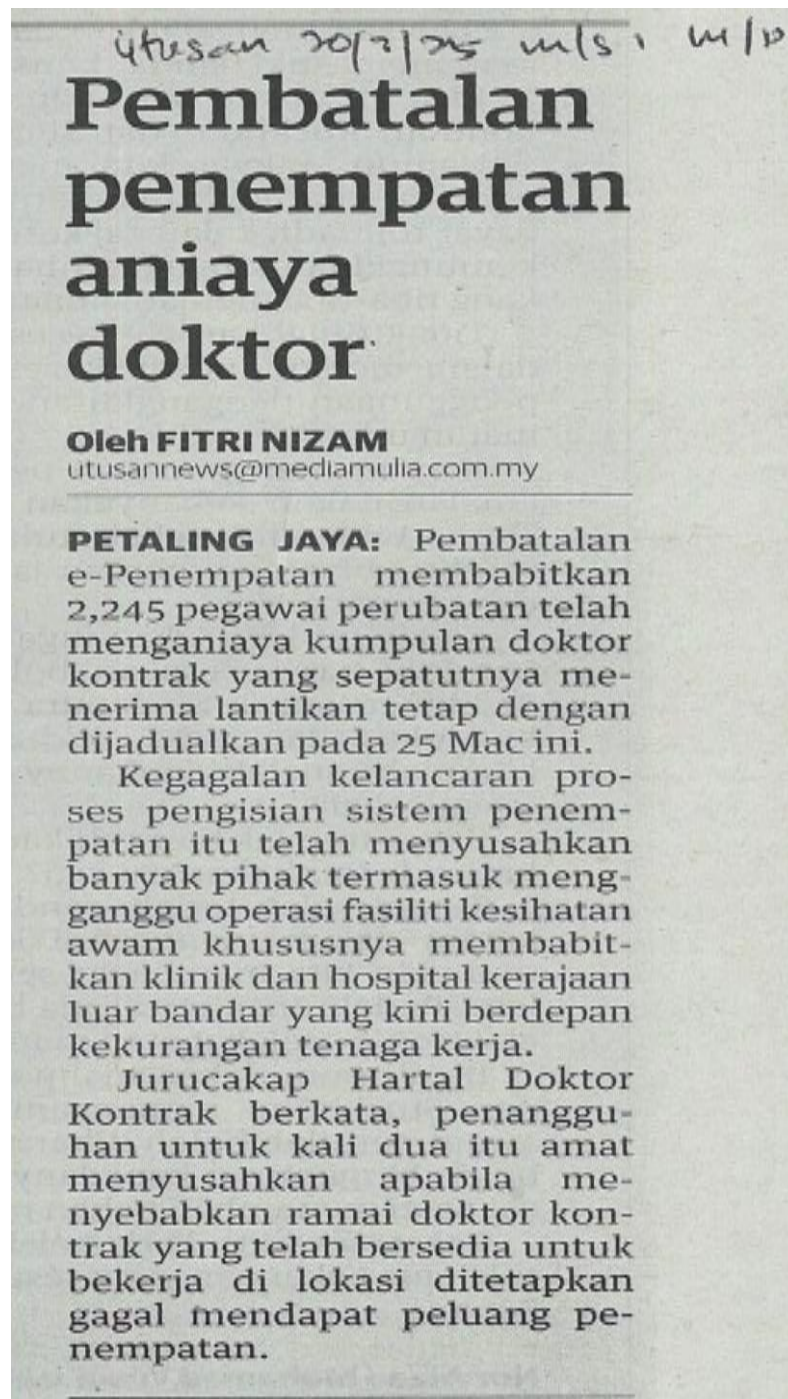 utusan 20/2/25 m/s 1
Pembatalan
penempatan
aniaya
doktor
Oleh FITRI NIZAM
utusannews@mediamulia.com.my
PETALING JAYA: Pembatalan
e-Penempatan membabitkan
2,245 pegawai perubatan telah
menganiaya kumpulan doktor
kontrak yang sepatutnya me-
nerima lantikan tetap dengan
dijadualkan pada 25 Mac ini.
Kegagalan kelancaran pro-
ses pengisian sistem penem-
patan itu telah menyusahkan
banyak pihak termasuk meng-
ganggu operasi fasiliti kesihatan
awam khususnya membabit-
kan klinik dan hospital kerajaan
luar bandar yang kini berdepan
kekurangan tenaga kerja.
Jurucakap Hartal Doktor
Kontrak berkata, penanggu-
han untuk kali dua itu amat
menyusahkan apabila me-
nyebabkan ramai doktor kon-
trak yang telah bersedia untuk
bekerja di lokasi ditetapkan
gagal mendapat peluang pe-
nempatan.